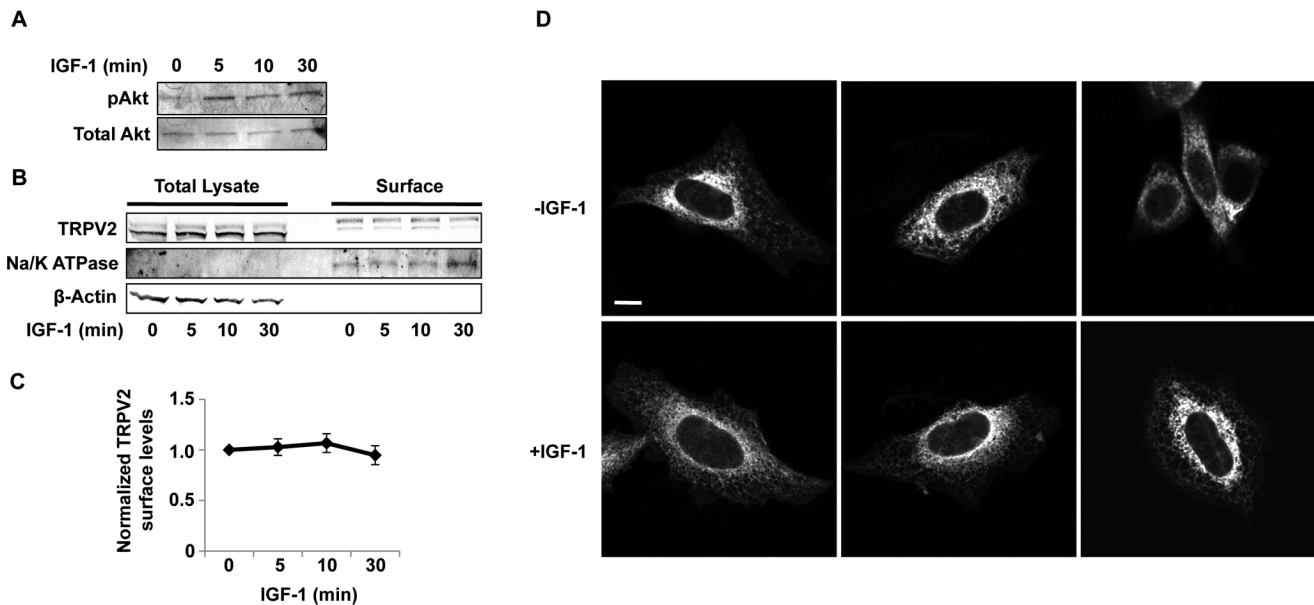 A
IGF-1 (min) 0 5 10 30
pAkt
Total Akt
B
Total Lysate Surface
TRPV2
Na/K ATPase
β-Actin
IGF-1 (min) 0 5 10 30 0 5 10 30
C
Normalized TRPV2
surface levels
1.5
1.0
0.5
0
0 5 10 30
IGF-1 (min)
D
-IGF-1
+IGF-1